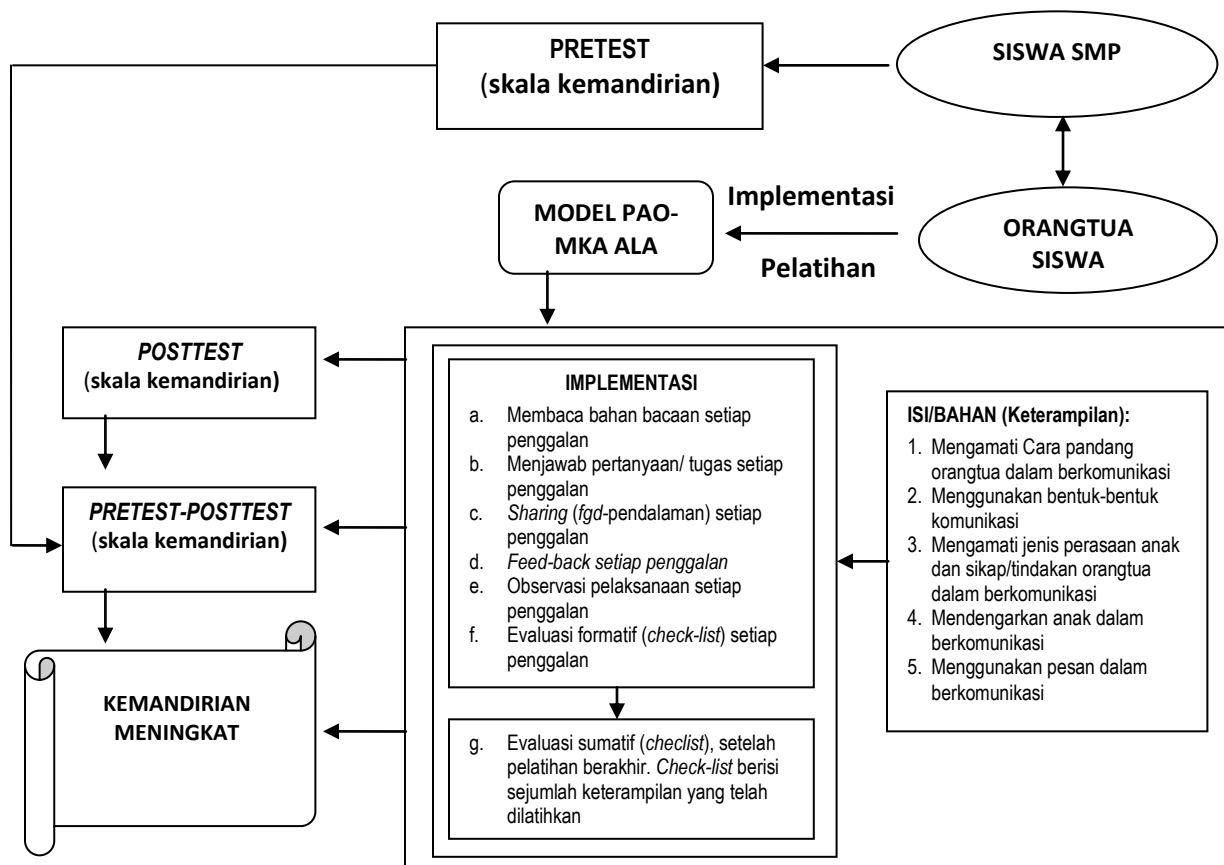 PRETEST
(skala kemandirian)
SISWA SMP
MODEL PAO-
MKA ALA
Implementasi
Pelatihan
ORANGTUA
SISWA
POSTTEST
(skala kemandirian)
PRETEST-POSTTEST
(skala kemandirian)
KEMANDIRIAN
MENINGKAT
IMPLEMENTASI
a. Membaca bahan bacaan setiap
penggalan
b. Menjawab pertanyaan/ tugas setiap
penggalan
c. Sharing (fgd-pendalaman) setiap
penggalan
d. Feed-back setiap penggalan
e. Observasi pelaksanaan setiap
penggalan
f. Evaluasi formatif (check-list) setiap
penggalan
g. Evaluasi sumatif (checlist), setelah
pelatihan berakhir. Check-list berisi
sejumlah keterampilan yang telah
dilatihkan
ISI/BAHAN (Keterampilan):
1. Mengamati Cara pandang
orangtua dalam berkomunikasi
2. Menggunakan bentuk-bentuk
komunikasi
3. Mengamati jenis perasaan anak
dan sikap/tindakan orangtua
dalam berkomunikasi
4. Mendengarkan anak dalam
berkomunikasi
5. Menggunakan pesan dalam
berkomunikasi